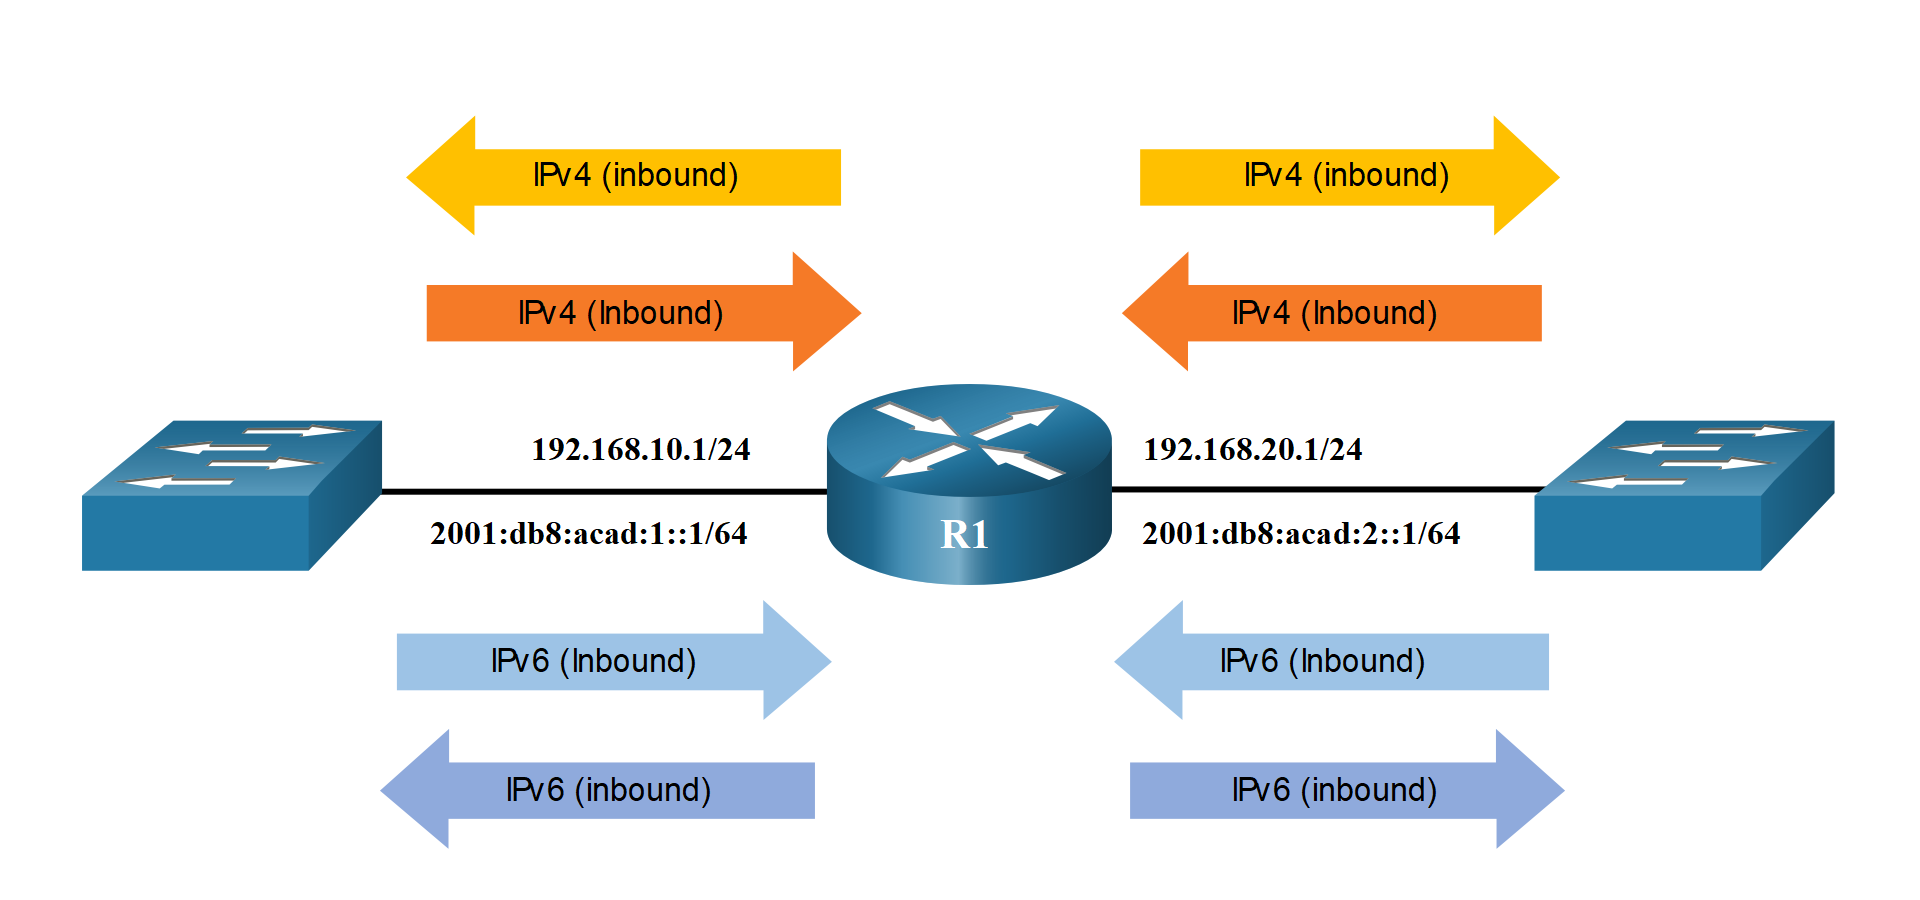 IPv4 (inbound)
IPv4 (inbound)
IPv4 (Inbound)
IPv4 (Inbound)
192.168.10.1/24
192.168.20.1/24
2001:db8:acad:1::1/64
R1
2001:db8:acad:2::1/64
IPv6 (Inbound)
IPv6 (Inbound)
IPv6 (inbound)
IPv6 (inbound)